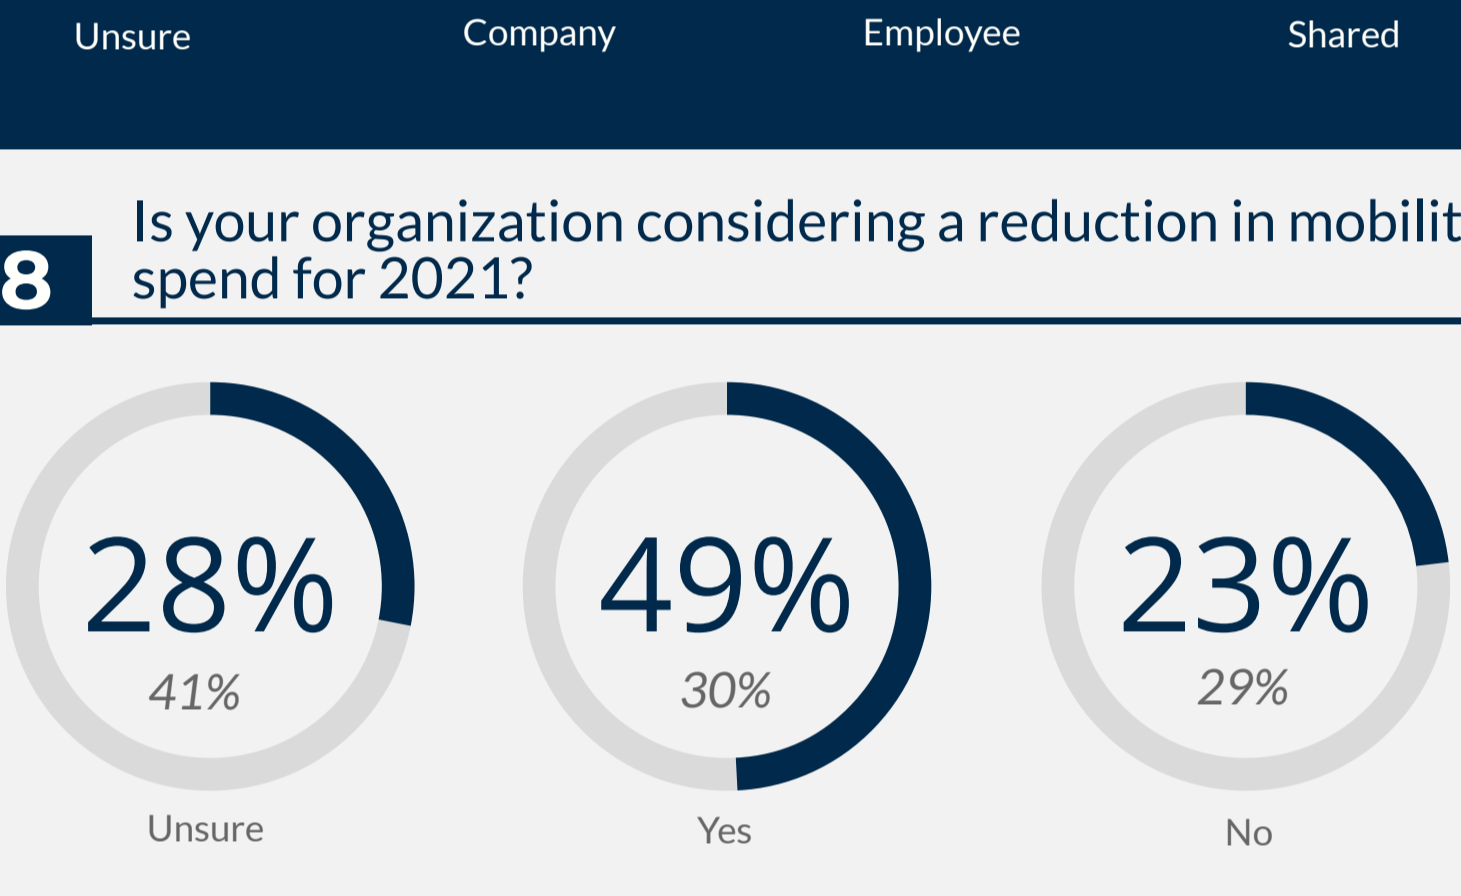 Unsure Company Employee Shared
Is your organization considering a reduction in mobilit
8
spend for 2021?
28% 49% 23%
41% 30% 29%
Unsure Yes No